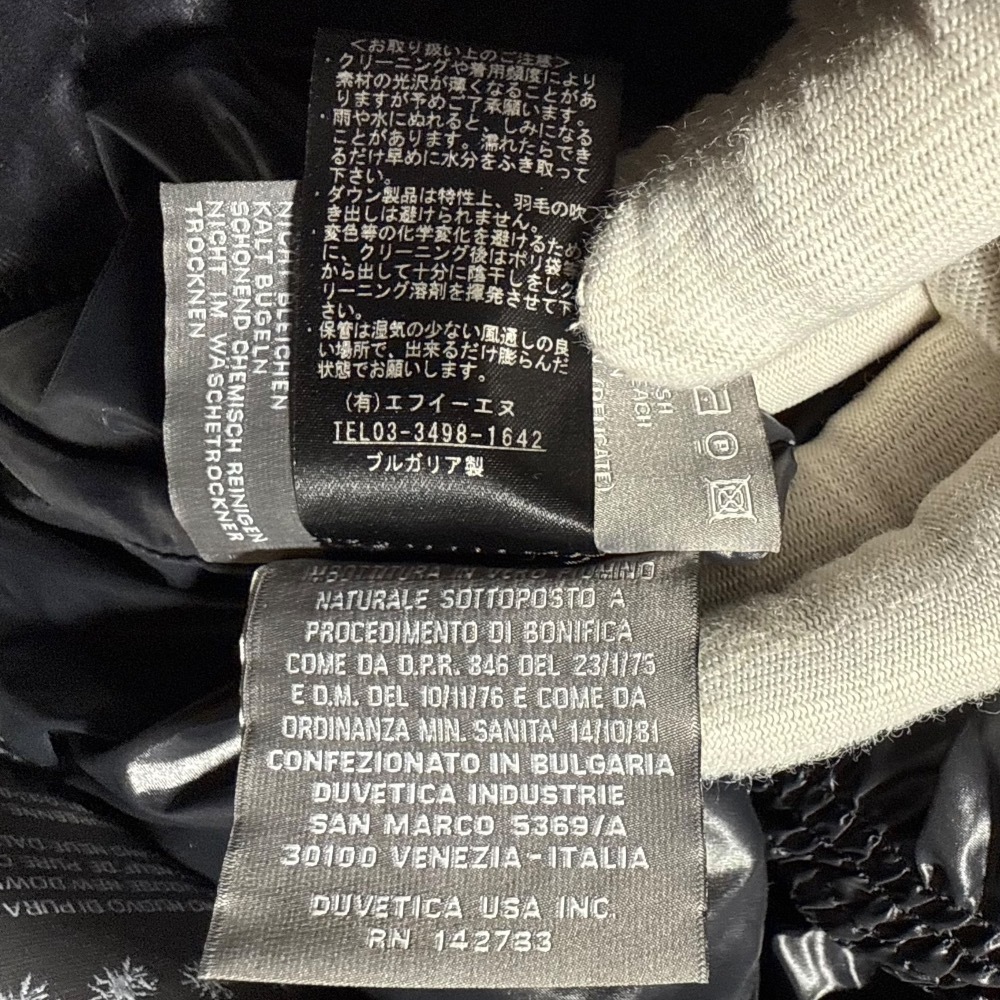 <お取り扱い上のご注意>
・クリーニングや着用頻度により
素材の光沢が薄くなることがあ
りますが予めご了承願います。
・雨や水にぬれると、しみになる
ことがあります。濡れたらでき
るだけ早めに水分をふき取って
下さい。
・ダウン製品は特性上、羽毛の吹
き出しは避けられません。
・変色等の化学変化を避けるため
に、クリーニング後はポリ袋
から出して十分に陰干しをしク
リーニング溶剤を揮発させて下
さい。
・保管は湿気の少ない風通しの良
い場所で、出来るだけ膨らんだ
状態でお願いします。
(有)エフイーエヌ
TEL03-3498-1642
ブルガリア製
NICHT BLEICHEN
KALT BÜGELN
SCHONEND CHEMISCH REINIGEN
NICHT IM WÄSCHETROCKNER
TROCKNEN
P
NATURALE SOTTOPOSTO A
PROCEDIMENTO DI BONIFICA
COME DA D.P.R. 846 DEL 23/1/75
E D.M. DEL 10/11/76 E COME DA
ORDINANZA MIN. SANITA' 14/10/81
CONFEZIONATO IN BULGARIA
DUVETICA INDUSTRIE
SAN MARCO 5369/A
30100 VENEZIA-ITALIA
DUVETICA USA INC.
RN 142783
NUOVO DI PURA